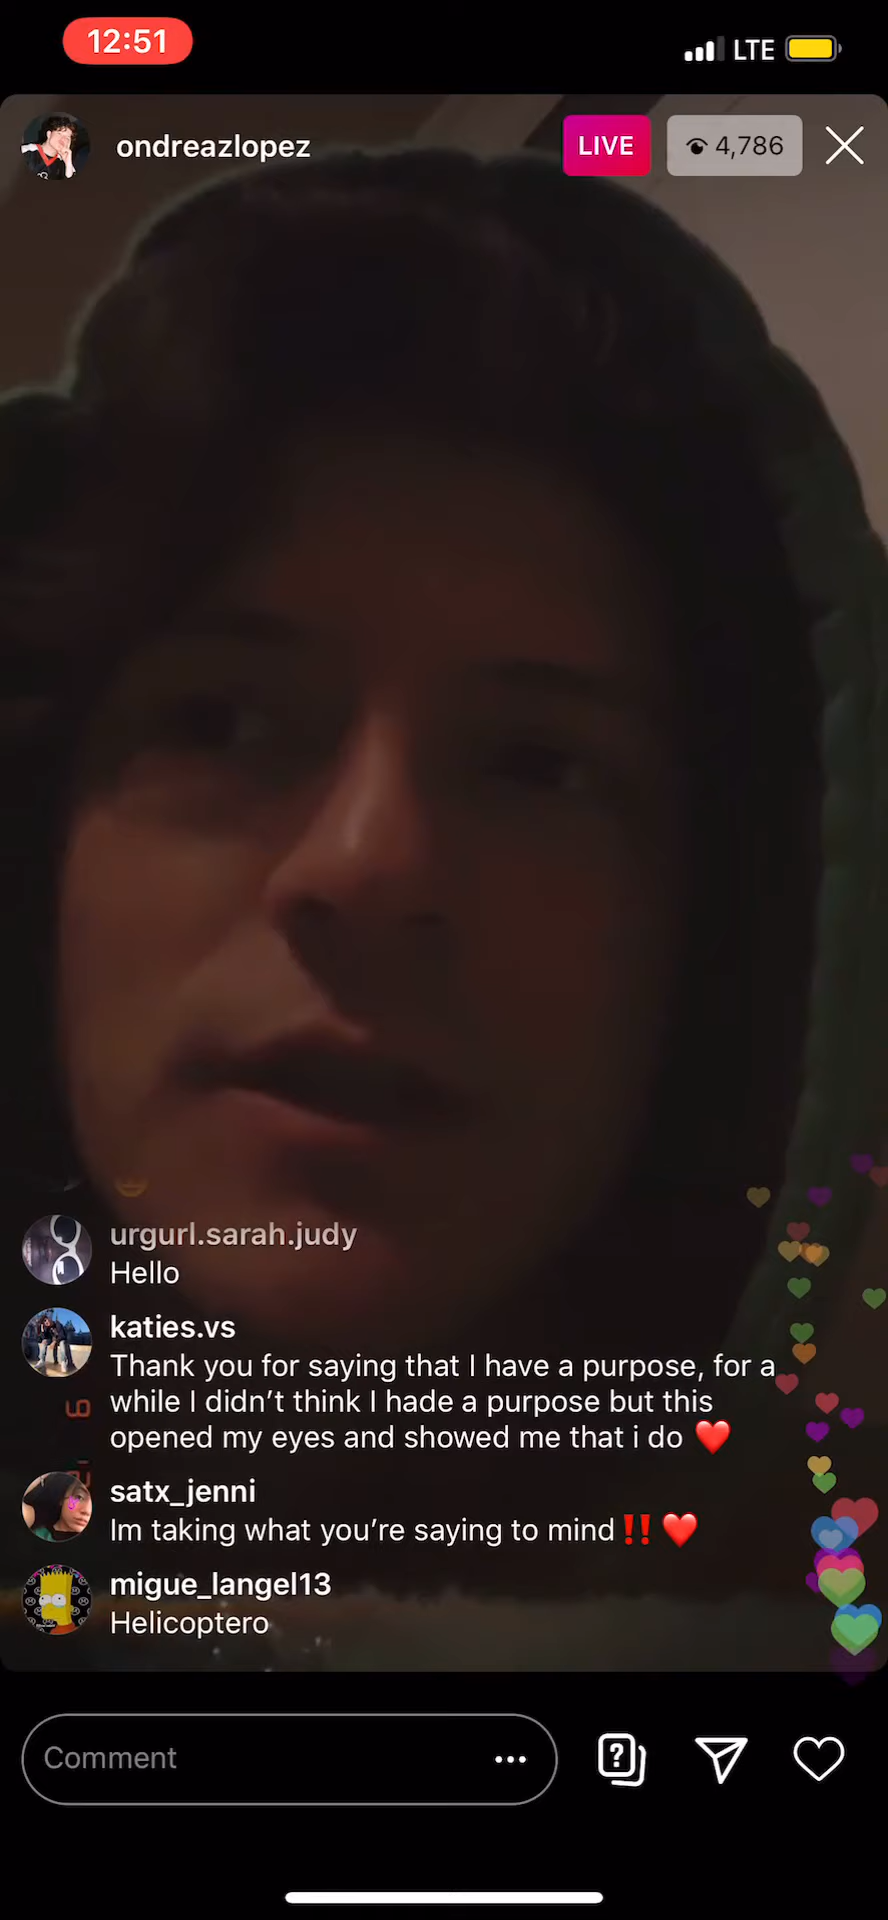 12:51
LTE
ondreazlopez
LIVE
4,786
urgurl.sarah.judy
Hello
katies.vs
Thank you for saying that I have a purpose, for a
while I didn’t think I hade a purpose but this
opened my eyes and showed me that i do ❤️
satx_jenni
Im taking what you’re saying to mind‼️ ❤️
migue_langel13
Helicoptero
Comment